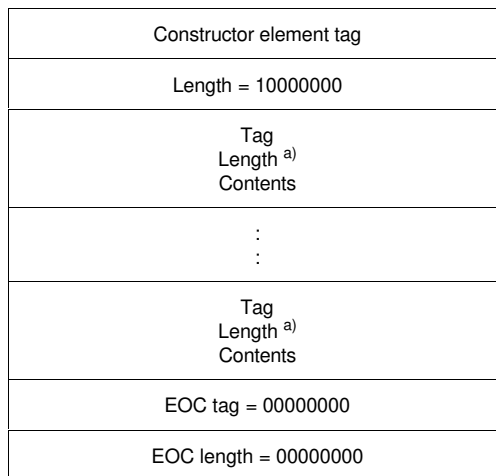 Constructor element tag
Length = 10000000
Tag
Length a)
Contents
:
:
Tag
Length a)
Contents
EOC tag = 00000000
EOC length = 00000000